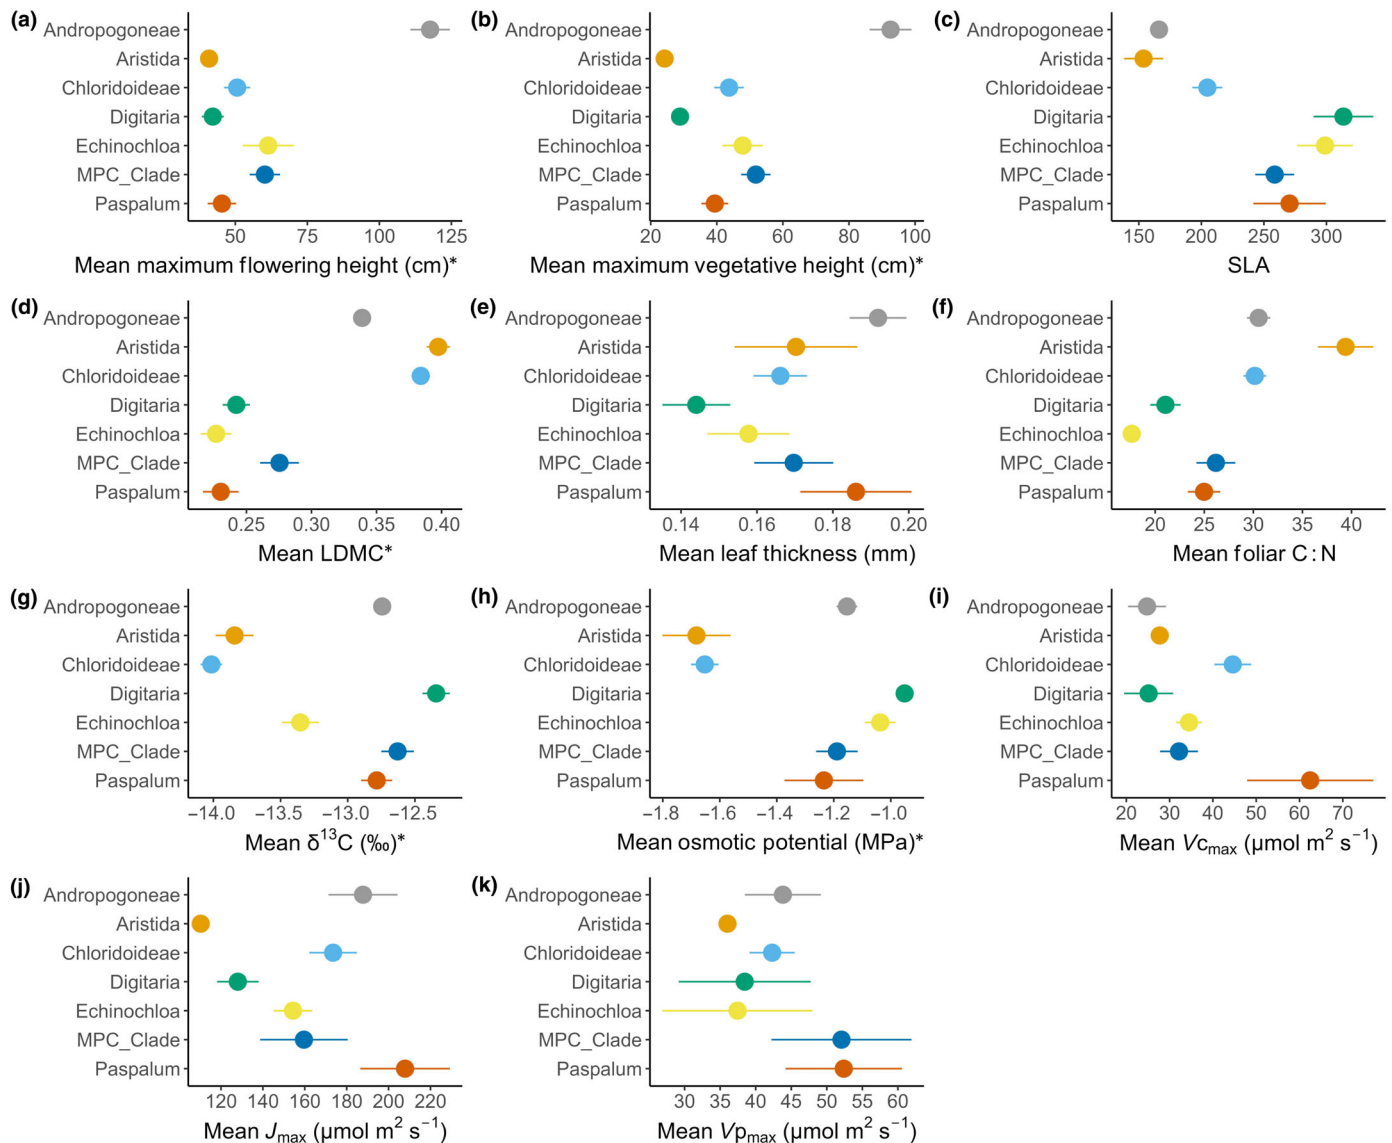 (a)
Andropogoneae
Aristida
Chloridoideae
Digitaria
Echinochloa
MPC_Clade
Paspalum
50 75 100 125
Mean maximum flowering height (cm)*
(b)
Andropogoneae
Aristida
Chloridoideae
Digitaria
Echinochloa
MPC_Clade
Paspalum
20 40 60 80 100
Mean maximum vegetative height (cm)*
(c)
Andropogoneae
Aristida
Chloridoideae
Digitaria
Echinochloa
MPC_Clade
Paspalum
150 200 250 300
SLA
(d)
Andropogoneae
Aristida
Chloridoideae
Digitaria
Echinochloa
MPC_Clade
Paspalum
0.25 0.30 0.35 0.40
Mean LDMC*
(e)
Andropogoneae
Aristida
Chloridoideae
Digitaria
Echinochloa
MPC_Clade
Paspalum
0.14 0.16 0.18 0.20
Mean leaf thickness (mm)
(f)
Andropogoneae
Aristida
Chloridoideae
Digitaria
Echinochloa
MPC_Clade
Paspalum
20 25 30 35 40
Mean foliar C:N
(g)
Andropogoneae
Aristida
Chloridoideae
Digitaria
Echinochloa
MPC_Clade
Paspalum
−14.0 −13.5 −13.0 −12.5
Mean δ¹³C (‰)*
(h)
Andropogoneae
Aristida
Chloridoideae
Digitaria
Echinochloa
MPC_Clade
Paspalum
−1.8 −1.6 −1.4 −1.2 −1.0
Mean osmotic potential (MPa)*
(i)
Andropogoneae
Aristida
Chloridoideae
Digitaria
Echinochloa
MPC_Clade
Paspalum
20 30 40 50 60 70
Mean Vcmax (μmol m² s⁻¹)
(j)
Andropogoneae
Aristida
Chloridoideae
Digitaria
Echinochloa
MPC_Clade
Paspalum
120 140 160 180 200 220
Mean Jmax (μmol m² s⁻¹)
(k)
Andropogoneae
Aristida
Chloridoideae
Digitaria
Echinochloa
MPC_Clade
Paspalum
30 35 40 45 50 55 60
Mean Vpmax (μmol m² s⁻¹)